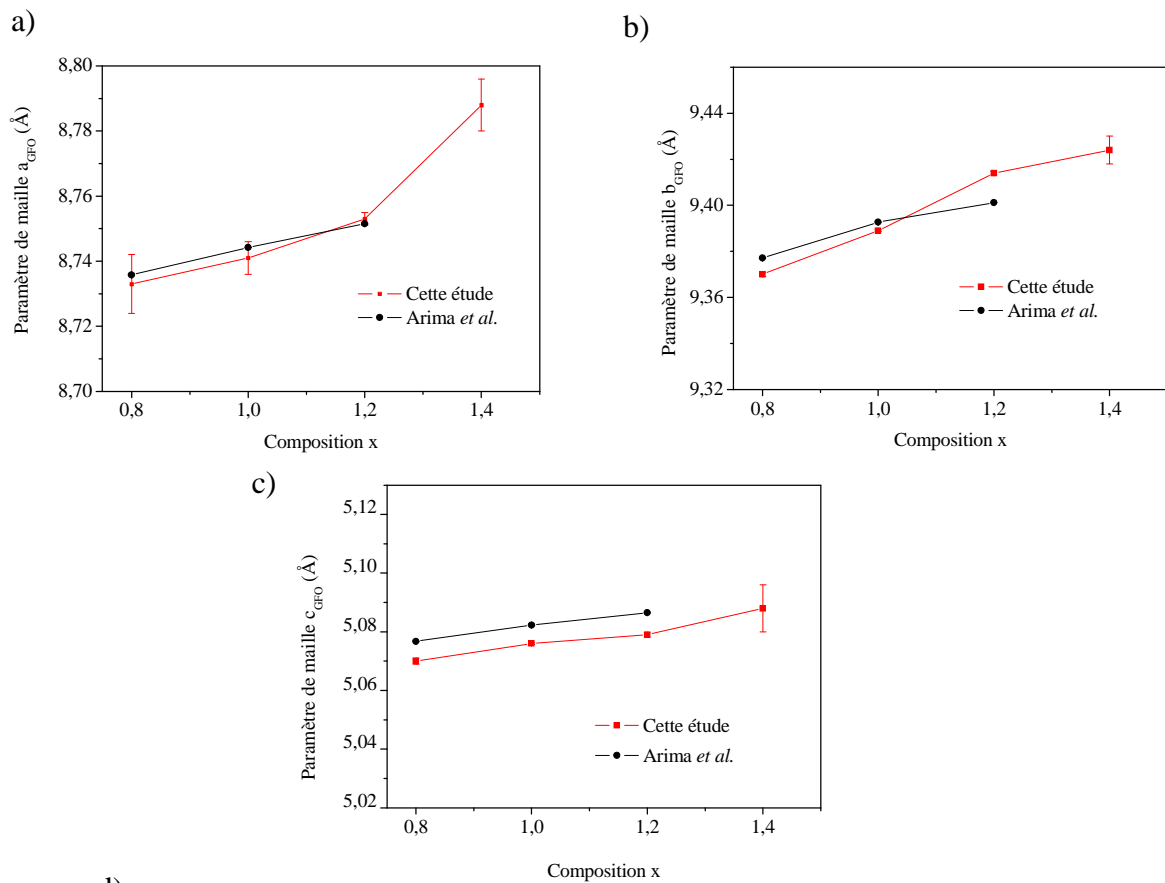 a)
Paramètre de maille a_GFO (Å)
8,80
8,78
8,76
8,74
8,72
8,70
0,8 1,0 1,2 1,4
Composition x
Cette étude
Arima et al.
b)
Paramètre de maille b_GFO (Å)
9,44
9,40
9,36
9,32
0,8 1,0 1,2 1,4
Composition x
Cette étude
Arima et al.
c)
Paramètre de maille c_GFO (Å)
5,12
5,10
5,08
5,06
5,04
5,02
0,8 1,0 1,2 1,4
Composition x
Cette étude
Arima et al.